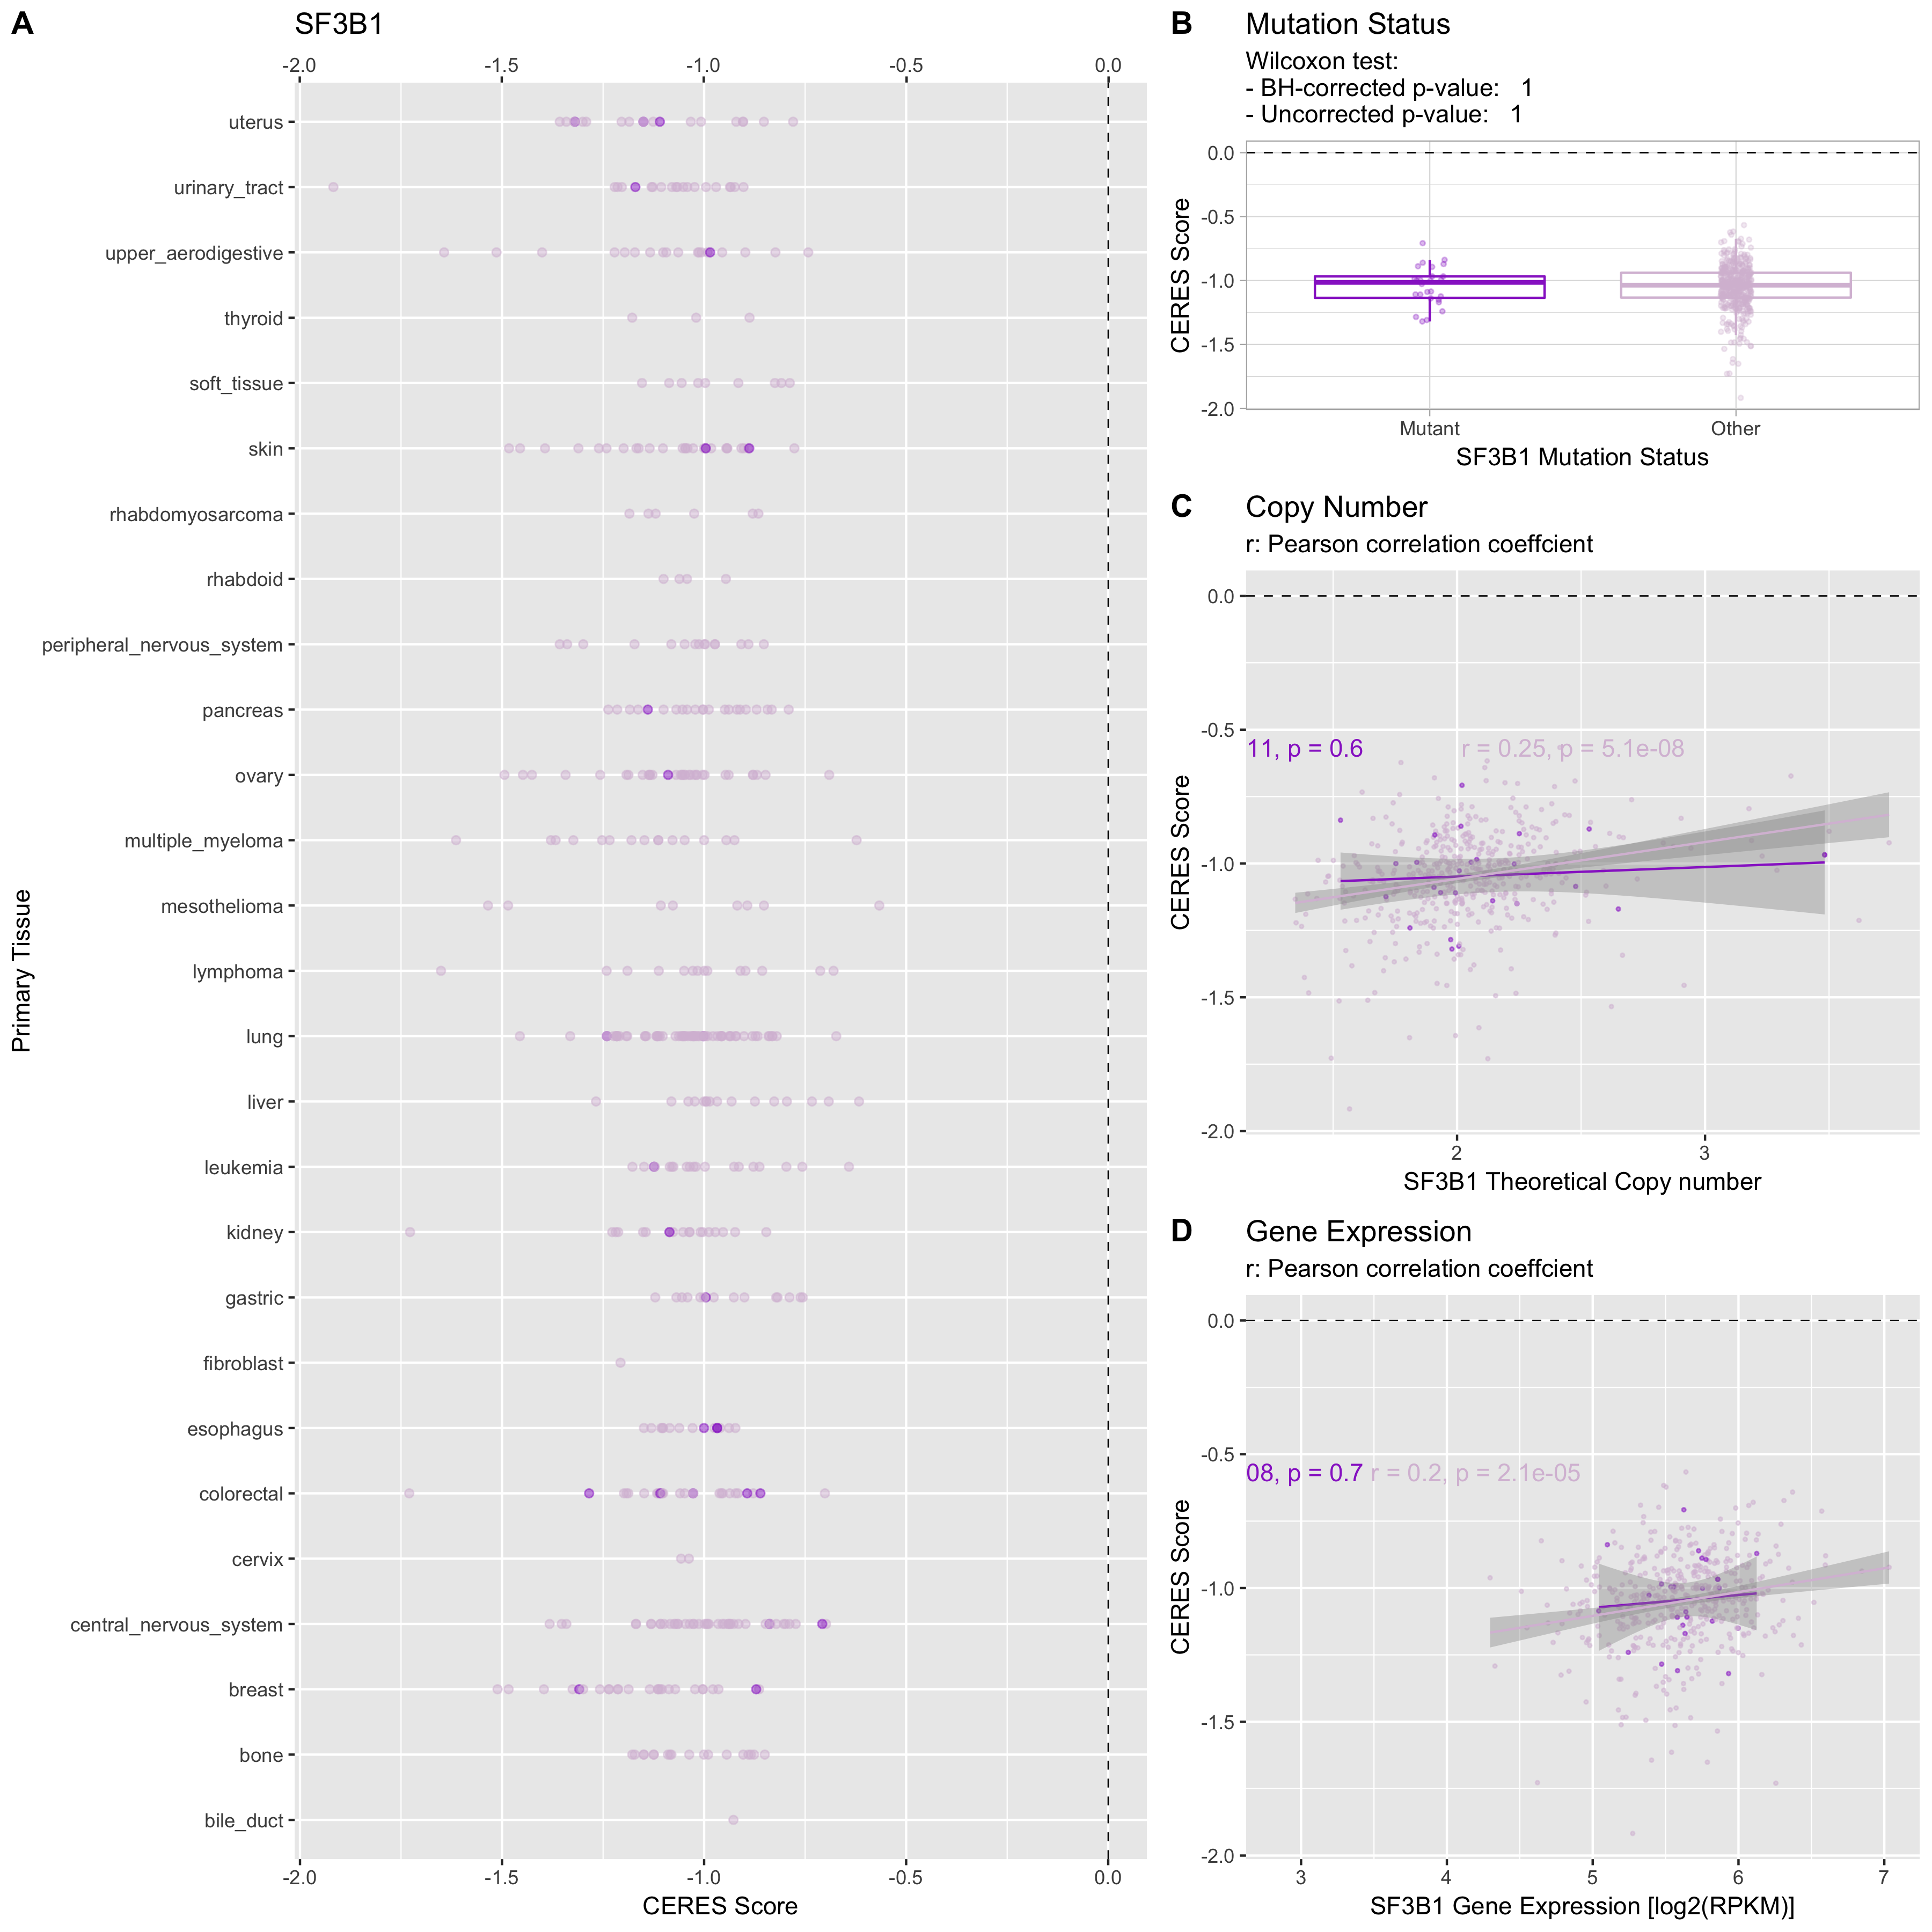 A
SF3B1
-2.0 -1.5 -1.0 -0.5 0.0
uterus
urinary_tract
upper_aerodigestive
thyroid
soft_tissue
skin
rhabdomyosarcoma
rhabdoid
peripheral_nervous_system
pancreas
ovary
multiple_myeloma
mesothelioma
lymphoma
lung
liver
leukemia
kidney
gastric
fibroblast
esophagus
colorectal
cervix
central_nervous_system
breast
bone
bile_duct
Primary Tissue
-2.0 -1.5 -1.0 -0.5 0.0
CERES Score
B
Mutation Status
Wilcoxon test:
- BH-corrected p-value: 1
- Uncorrected p-value: 1
0.0
-0.5
-1.0
-1.5
-2.0
CERES Score
Mutant Other
SF3B1 Mutation Status
C
Copy Number
r: Pearson correlation coeffcient
0.0
-0.5
-1.0
-1.5
-2.0
CERES Score
11, p = 0.6 r = 0.25, p = 5.1e-08
2 3
SF3B1 Theoretical Copy number
D
Gene Expression
r: Pearson correlation coeffcient
0.0
-0.5
-1.0
-1.5
-2.0
CERES Score
08, p = 0.7 r = 0.2, p = 2.1e-05
3 4 5 6 7
SF3B1 Gene Expression [log2(RPKM)]